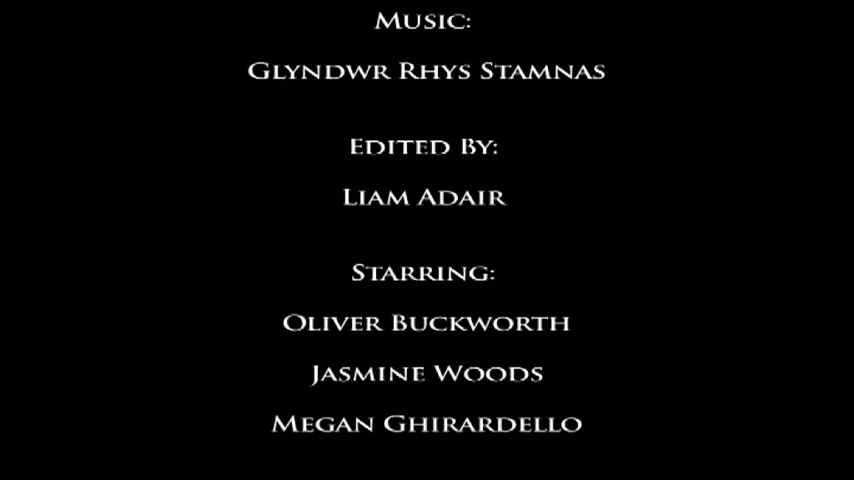 Music:
Glyndwr Rhys Stamnas
Edited By:
Liam Adair
Starring:
Oliver Buckworth
Jasmine Woods
Megan Ghirardello